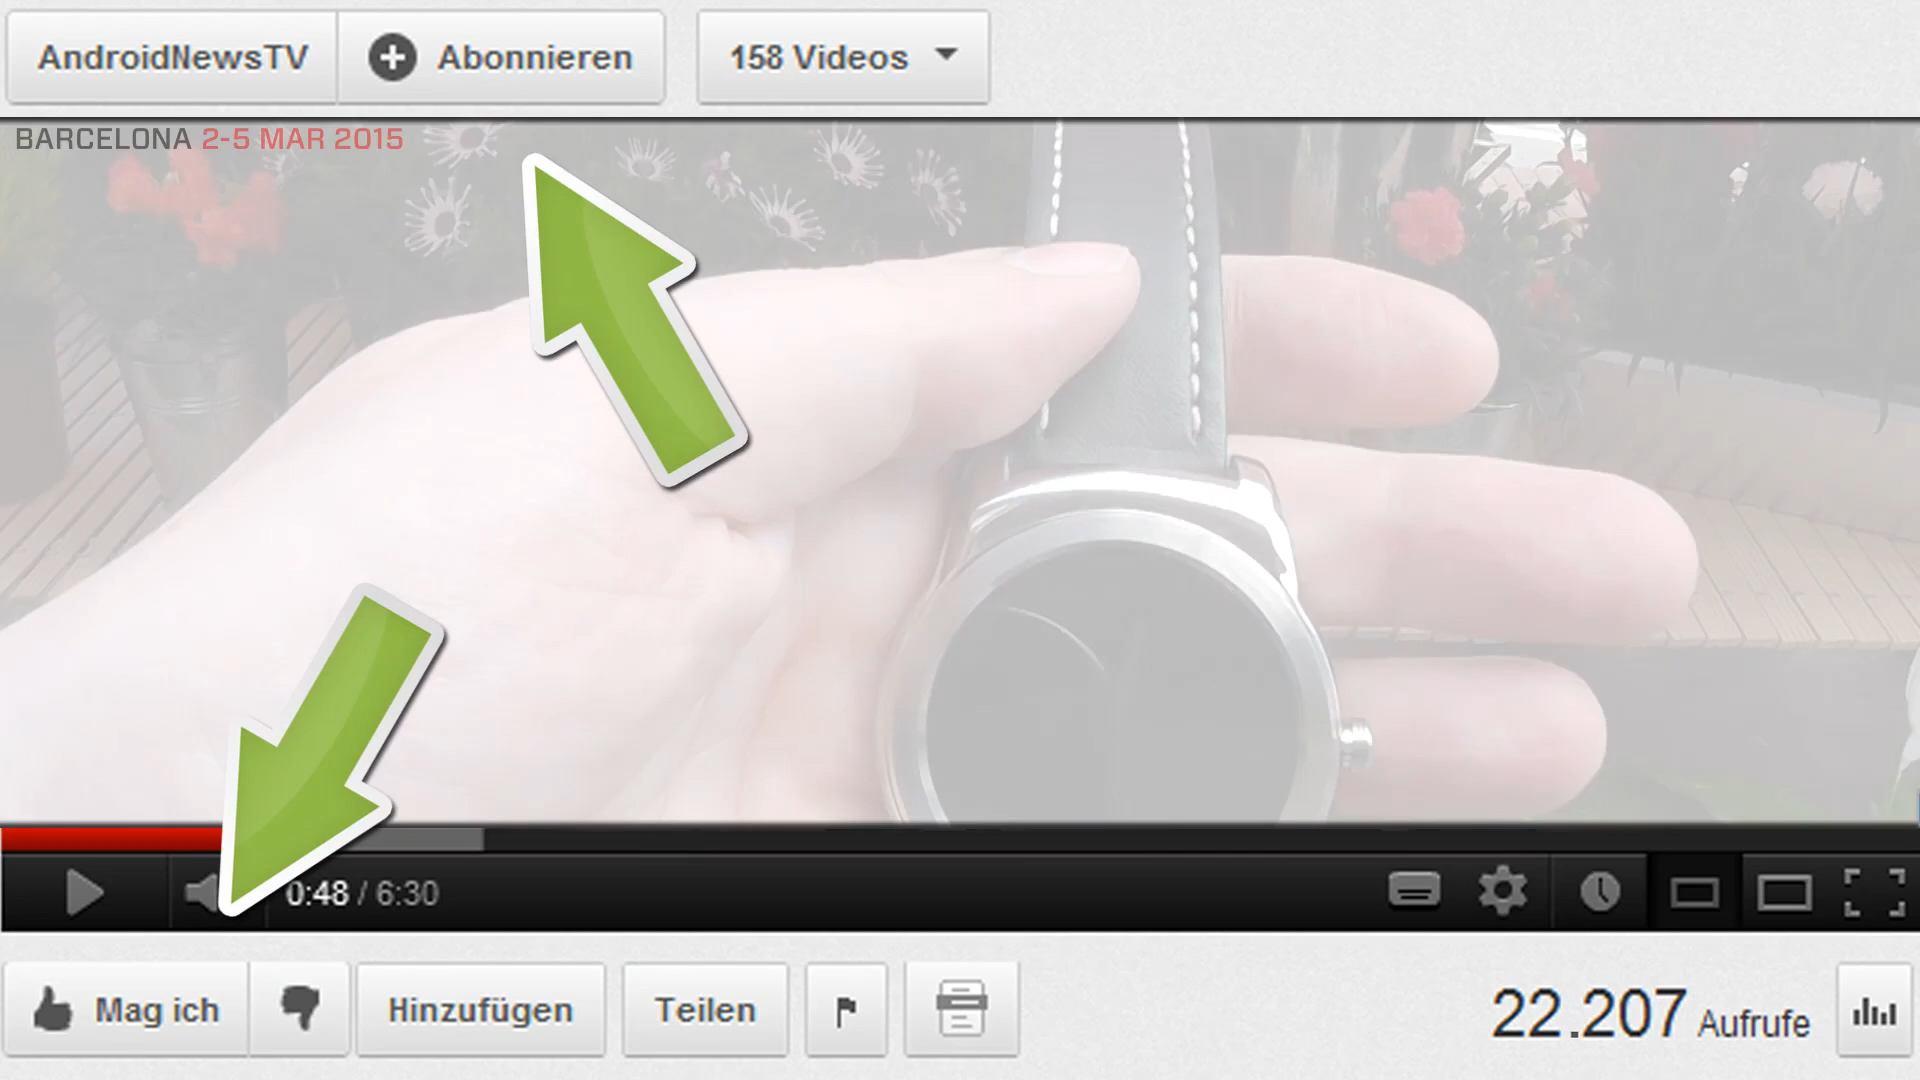 AndroidNewsTV Abonnieren 158 Videos
BARCELONA 2-5 MAR 2015
0:48 / 6:30
Mag ich Hinzufügen Teilen 22.207 Aufrufe